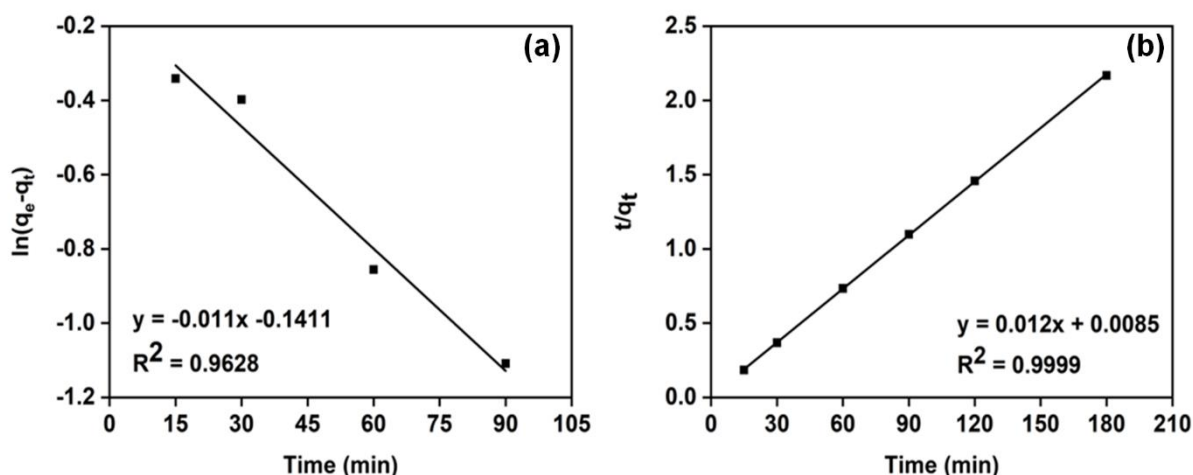 (a)
ln(qe-qt)
-0.2
-0.4
-0.6
-0.8
-1.0
-1.2
y = -0.011x -0.1411
R2 = 0.9628
0 15 30 45 60 75 90 105
Time (min)
(b)
t/qt
2.5
2.0
1.5
1.0
0.5
0.0
y = 0.012x + 0.0085
R2 = 0.9999
0 30 60 90 120 150 180 210
Time (min)